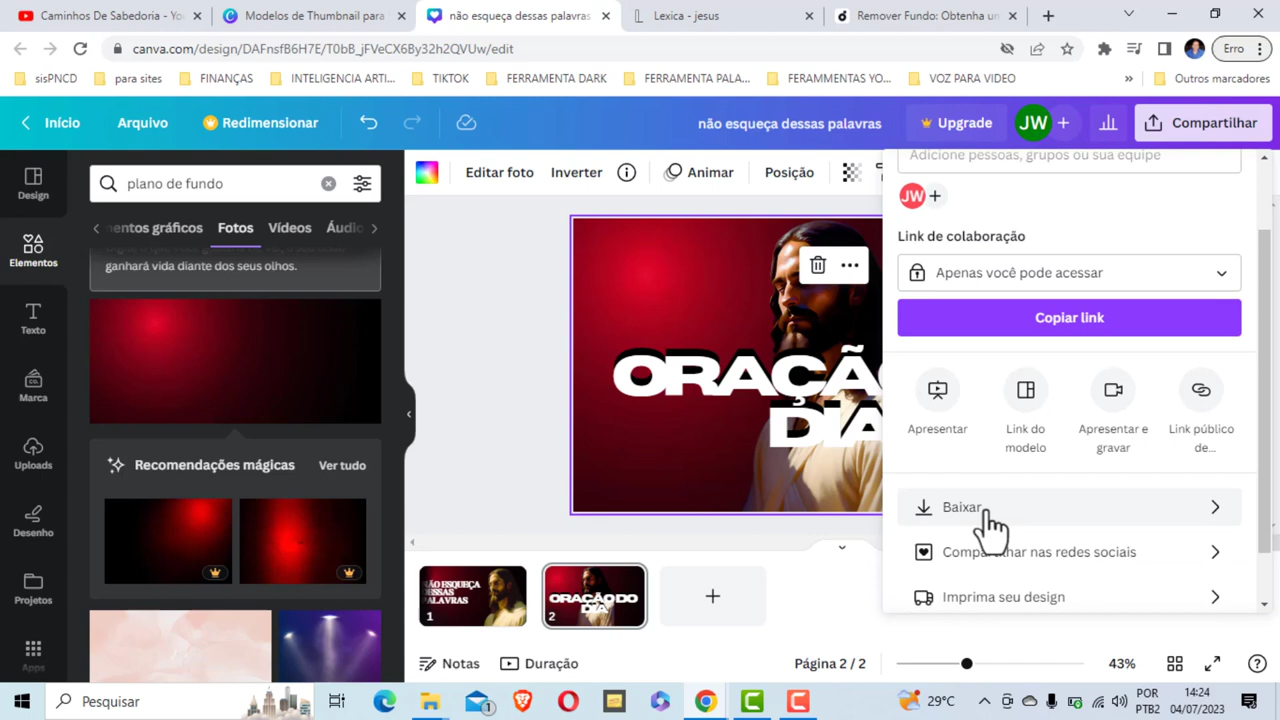 Caminhos De Sabedoria - Yo
Modelos de Thumbnail para
não esqueça dessas palavras
Lexica - jesus
Remover Fundo: Obtenha um
canva.com/design/DAFnsfB6H7E/T0bB_jFVeCX6By32h2QVUw/edit
Erro
sisPNCD
para sites
FINANÇAS
INTELIGENCIA ARTI...
TIKTOK
FERRAMENTA DARK
FERRAMENTA PALA...
FERAMMENTAS YO...
VOZ PARA VIDEO
»
Outros marcadores
Início
Arquivo
Redimensionar
não esqueça dessas palavras
Upgrade
JW
Compartilhar
Design
Elementos
Texto
Marca
Uploads
Desenho
Projetos
Apps
plano de fundo
mentos gráficos
Fotos
Vídeos
Áudio
ganhará vida diante dos seus olhos.
Recomendações mágicas
Ver tudo
Editar foto
Inverter
Animar
Posição
ORAÇÃ
DIA
Adicione pessoas, grupos ou sua equipe
JW
Link de colaboração
Apenas você pode acessar
Copiar link
Apresentar
Link do
modelo
Apresentar e
gravar
Link público
de...
Baixar
Compartilhar nas redes sociais
Imprima seu design
NÃO ESQUEÇA
DESSAS
PALAVRAS
1
ORAÇÃO DO
DIA
2
Notas
Duração
Página 2 / 2
43%
Pesquisar
1
29°C
POR
PTB2
14:24
04/07/2023